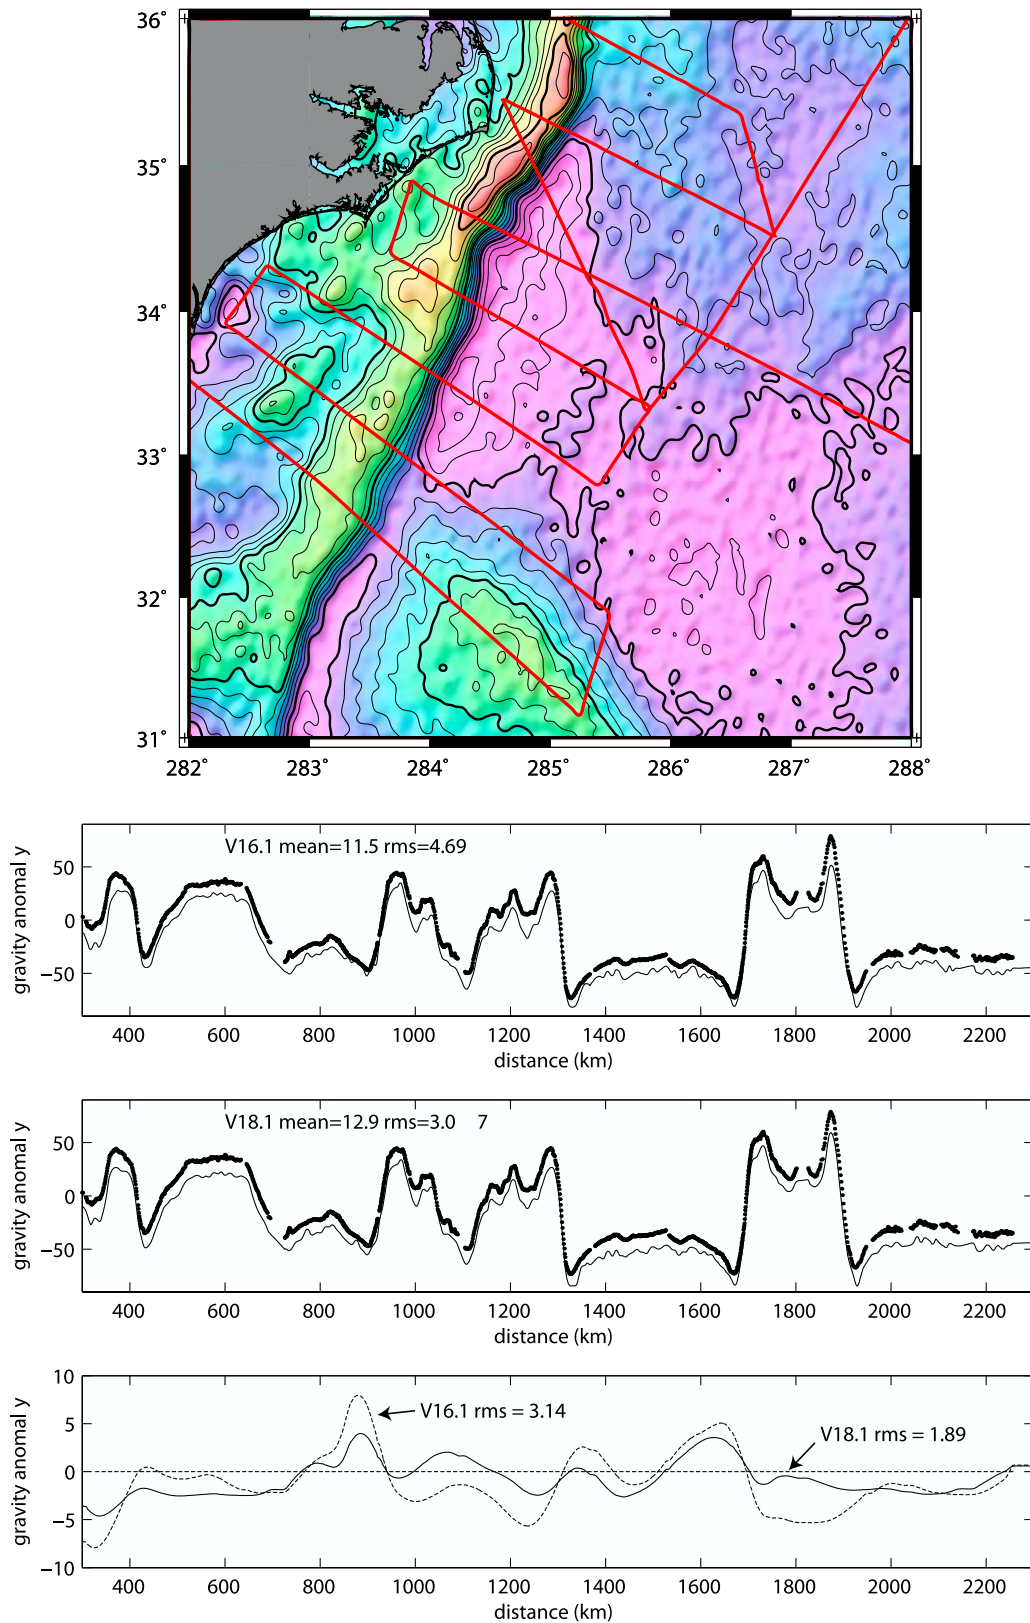 36°
35°
34°
33°
32°
31°
282° 283° 284° 285° 286° 287° 288°
V16.1 mean=11.5 rms=4.69
50
0
−50
gravity anomal y
400 600 800 1000 1200 1400 1600 1800 2000 2200
distance (km)
V18.1 mean=12.9 rms=3.0 7
50
0
−50
gravity anomal y
400 600 800 1000 1200 1400 1600 1800 2000 2200
distance (km)
10
5
0
−5
−10
gravity anomal y
V16.1 rms = 3.14
V18.1 rms = 1.89
400 600 800 1000 1200 1400 1600 1800 2000 2200
distance (km)